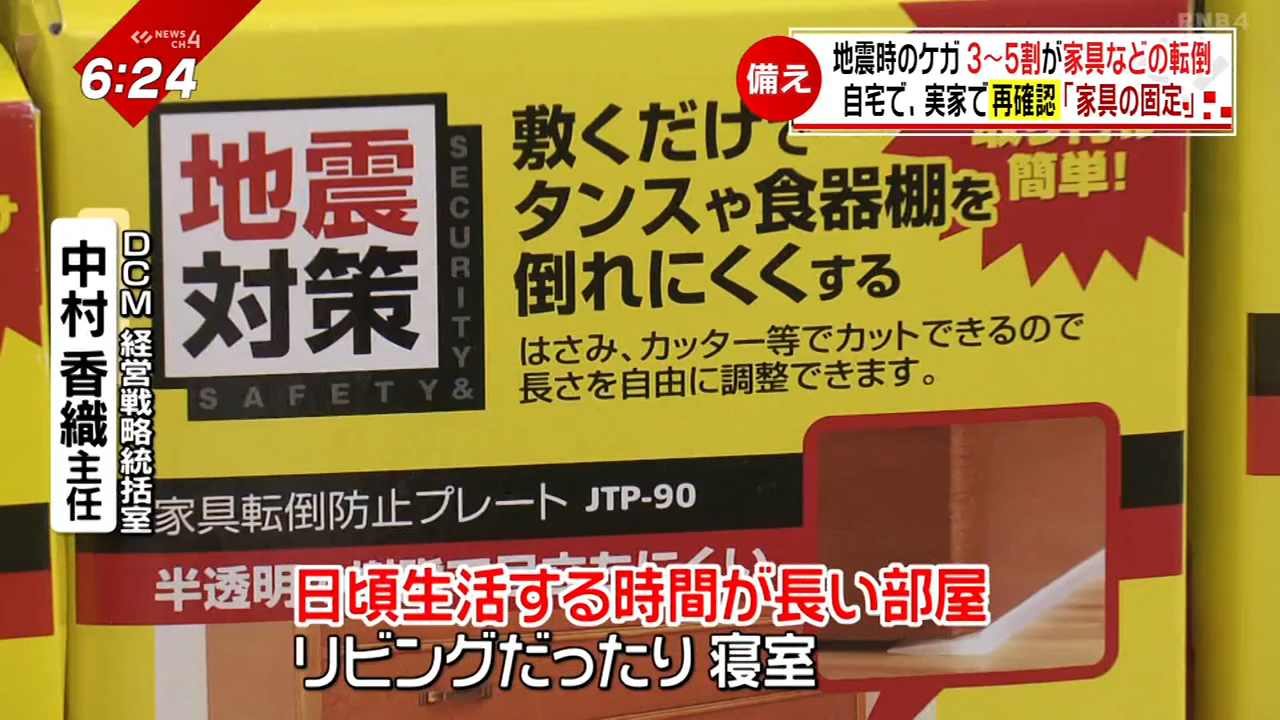 NEWS
CH.4
6:24
RNB4
備え
地震時のケガ 3～5割が家具などの転倒
自宅で、実家で再確認「家具の固定」
地震
対策
SECURITY&
SAFETY&
敷くだけで
タンスや食器棚を
倒れにくくする
はさみ、カッター等でカットできるので
長さを自由に調整できます。
簡単!
DCM 経営戦略統括室
中村 香織主任
家具転倒防止プレート JTP-90
半透明
日頃生活する時間が長い部屋
リビングだったり 寝室